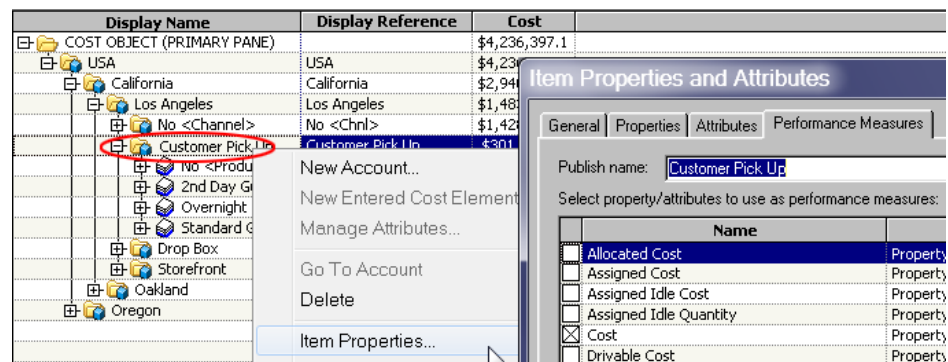 Display Name Display Reference Cost
COST OBJECT (PRIMARY PANE) $4,236,397.1
USA USA
California California
Los Angeles Los Angeles
No <Channel> No <Chnl>
Customer Pick Up Customer Pick Up $301
No <Produ
2nd Day
Overnight
Standard
Drop Box
Storefront
Oakland
Oregon
New Account...
New Entered Cost Element
Manage Attributes...
Go To Account
Delete
Item Properties...
Item Properties and Attributes
General Properties Attributes Performance Measures
Publish name: Customer Pick Up
Select property/attributes to use as performance measures:
Name
Allocated Cost Property
Assigned Cost Property
Assigned Idle Cost Property
Assigned Idle Quantity Property
Cost Property
Drivable Cost Property